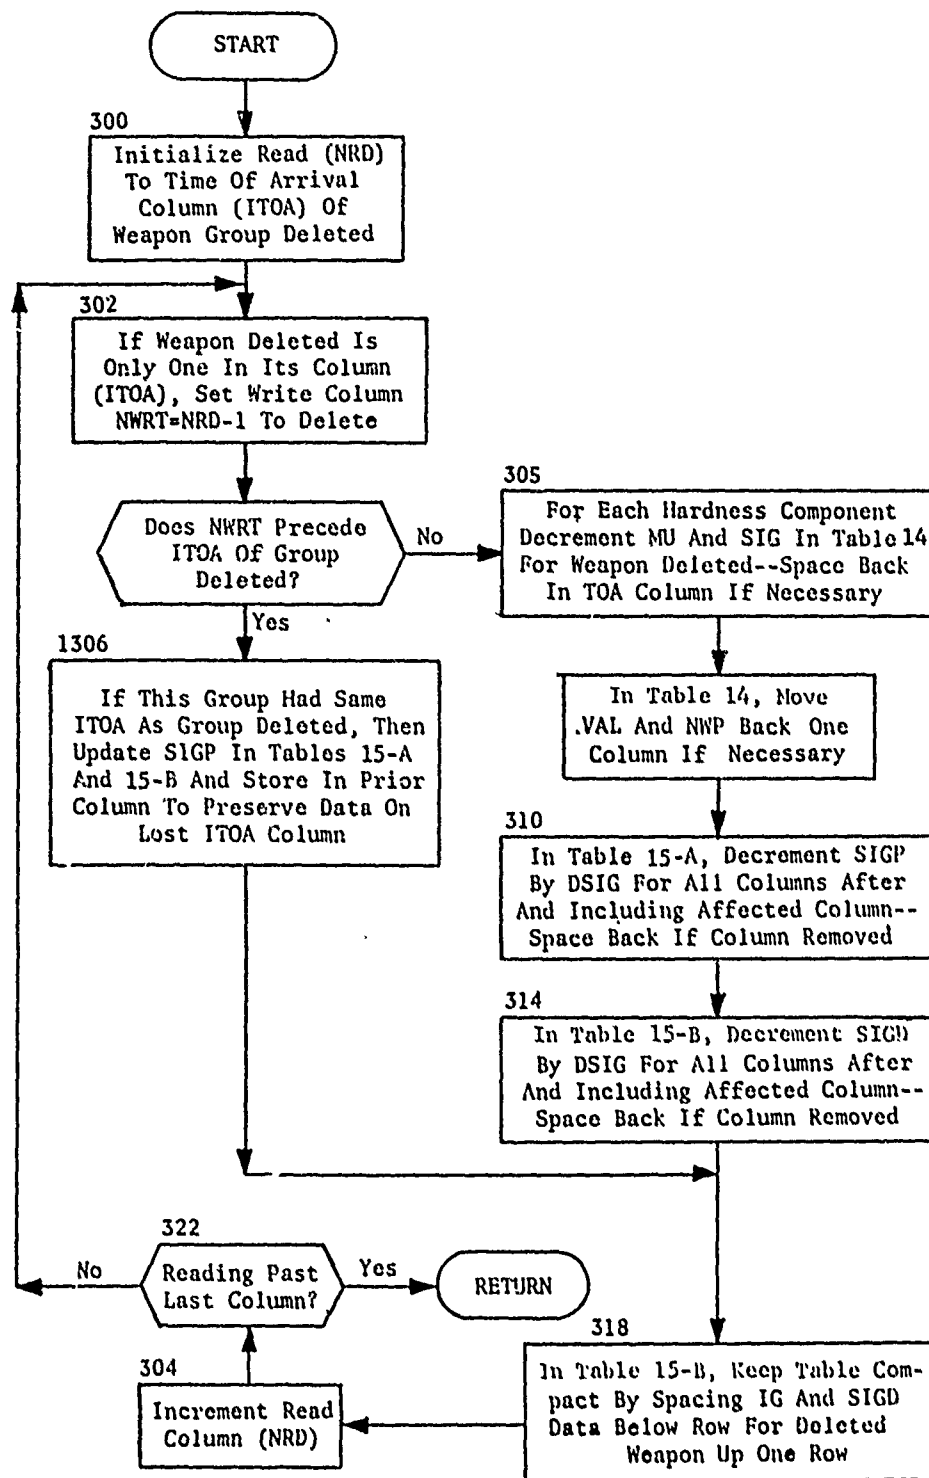 START
300
Initialize Read (NRD)
To Time Of Arrival
Column (ITOA) Of
Weapon Group Deleted
302
If Weapon Deleted Is
Only One In Its Column
(ITOA), Set Write Column
NWRT=NRD-1 To Delete
Does NWRT Precede
ITOA Of Group
Deleted?
No
Yes
305
For Each Hardness Component
Decrement MU And SIG In Table 14
For Weapon Deleted--Space Back
In TOA Column If Necessary
1306
If This Group Had Same
ITOA As Group Deleted, Then
Update SIGP In Tables 15-A
And 15-B And Store In Prior
Column To Preserve Data On
Lost ITOA Column
In Table 14, Move
.VAL And NWP Back One
Column If Necessary
310
In Table 15-A, Decrement SIGP
By DSIG For All Columns After
And Including Affected Column--
Space Back If Column Removed
314
In Table 15-B, Decrement SIGD
By DSIG For All Columns After
And Including Affected Column--
Space Back If Column Removed
322
No
Reading Past
Last Column?
Yes
RETURN
318
In Table 15-B, Keep Table Com-
pact By Spacing IG And SIGD
Data Below Row For Deleted
Weapon Up One Row
304
Increment Read
Column (NRD)